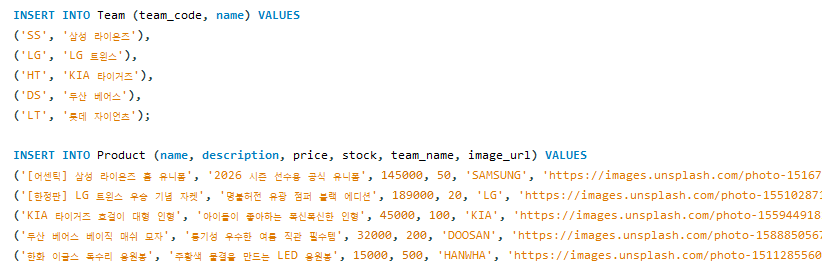 INSERT INTO Team (team_code, name) VALUES
('SS', '삼성 라이온즈'),
('LG', 'LG 트윈스'),
('HT', 'KIA 타이거즈'),
('DS', '두산 베어스'),
('LT', '롯데 자이언츠');
INSERT INTO Product (name, description, price, stock, team_name, image_url) VALUES
('[어센틱] 삼성 라이온즈 홈 유니폼', '2026 시즌 선수용 공식 유니폼', 145000, 50, 'SAMSUNG', 'https://images.unsplash.com/photo-15167
('[한정판] LG 트윈스 우승 기념 자켓', '명불허전 유광 점퍼 블랙 에디션', 189000, 20, 'LG', 'https://images.unsplash.com/photo-155102871
('KIA 타이거즈 호걸이 대형 인형', '아이들이 좋아하는 폭신폭신한 인형', 45000, 100, 'KIA', 'https://images.unsplash.com/photo-155944918
('두산 베어스 베이직 매쉬 모자', '통기성 우수한 여름 직관 필수템', 32000, 200, 'DOOSAN', 'https://images.unsplash.com/photo-1588850567
('한화 이글스 독수리 응원봉', '주황색 물결을 만드는 LED 응원봉', 15000, 500, 'HANWHA', 'https://images.unsplash.com/photo-1511285560